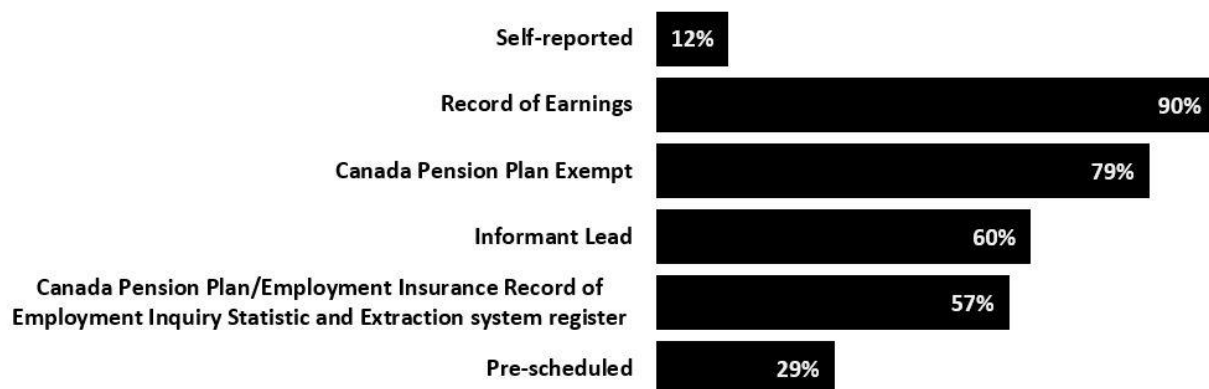 Self-reported 12%
Record of Earnings 90%
Canada Pension Plan Exempt 79%
Informant Lead 60%
Canada Pension Plan/Employment Insurance Record of
Employment Inquiry Statistic and Extraction system register 57%
Pre-scheduled 29%